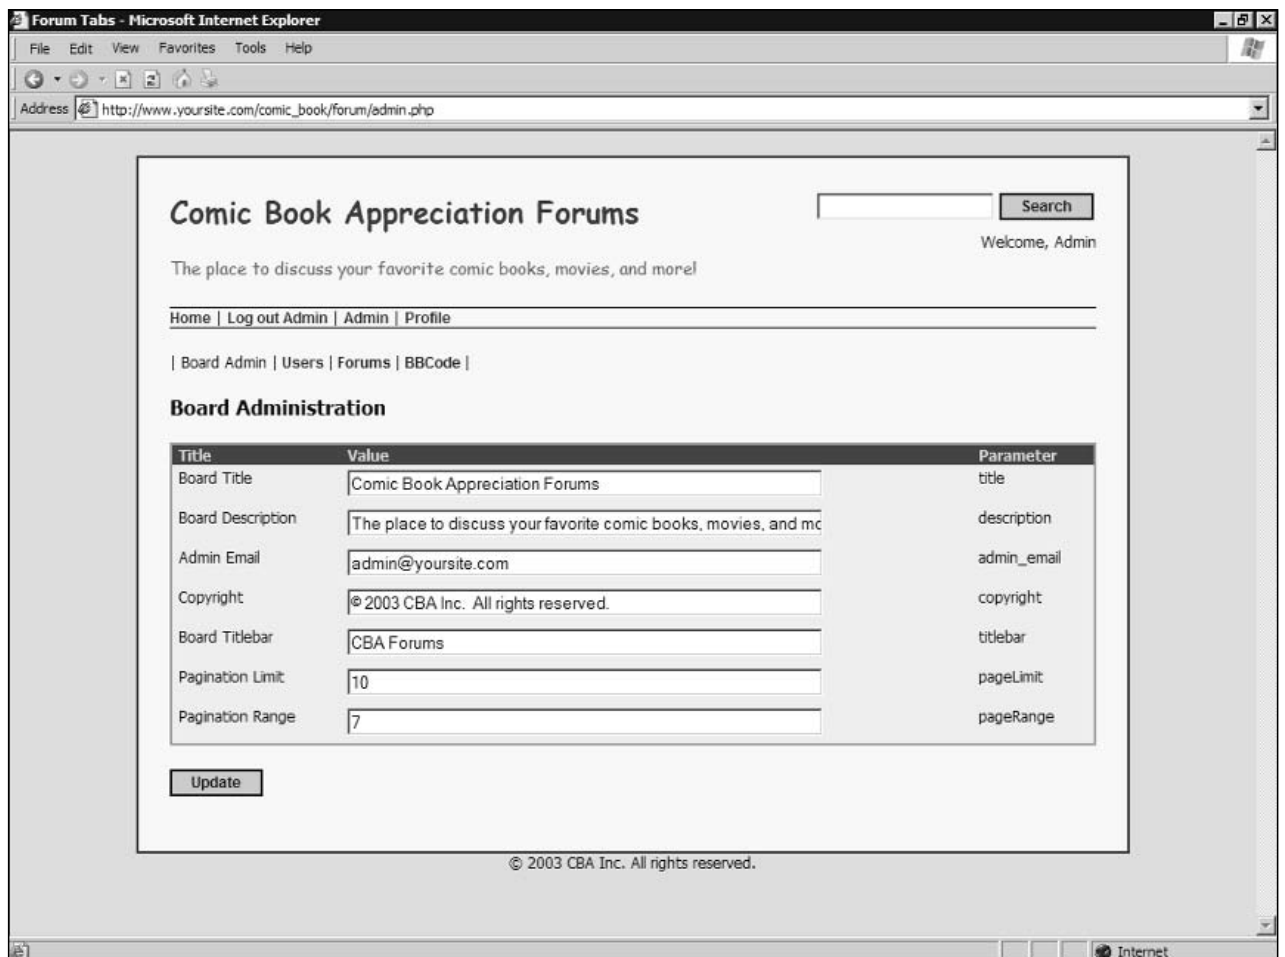 Forum Tabs - Microsoft Internet Explorer
File Edit View Favorites Tools Help
Address http://www.yoursite.com/comic_book/forum/admin.php
Comic Book Appreciation Forums
Search
Welcome, Admin
The place to discuss your favorite comic books, movies, and more!
Home | Log out Admin | Admin | Profile
| Board Admin | Users | Forums | BBCode |
Board Administration
Title Value Parameter
Board Title Comic Book Appreciation Forums title
Board Description The place to discuss your favorite comic books, movies, and mo description
Admin Email admin@yoursite.com admin_email
Copyright © 2003 CBA Inc. All rights reserved. copyright
Board Titlebar CBA Forums titlebar
Pagination Limit 10 pageLimit
Pagination Range 7 pageRange
Update
© 2003 CBA Inc. All rights reserved.
Internet